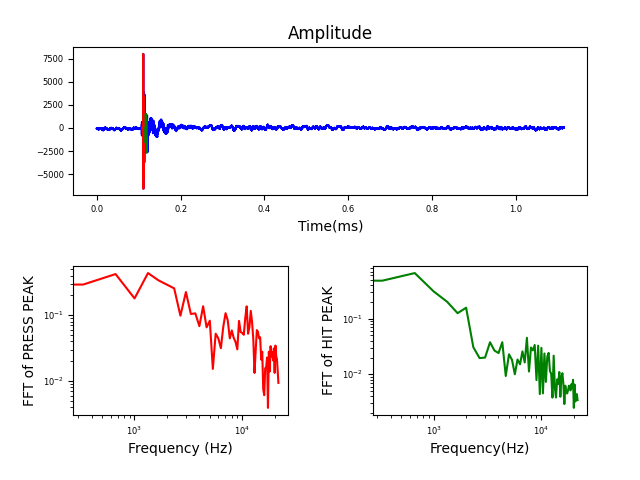 Amplitude
7500
5000
2500
0
−2500
−5000
0.0 0.2 0.4 0.6 0.8 1.0
Time(ms)
FFT of PRESS PEAK
10⁻¹
10⁻²
10³ 10⁴
Frequency (Hz)
FFT of HIT PEAK
10⁻¹
10⁻²
10³ 10⁴
Frequency(Hz)